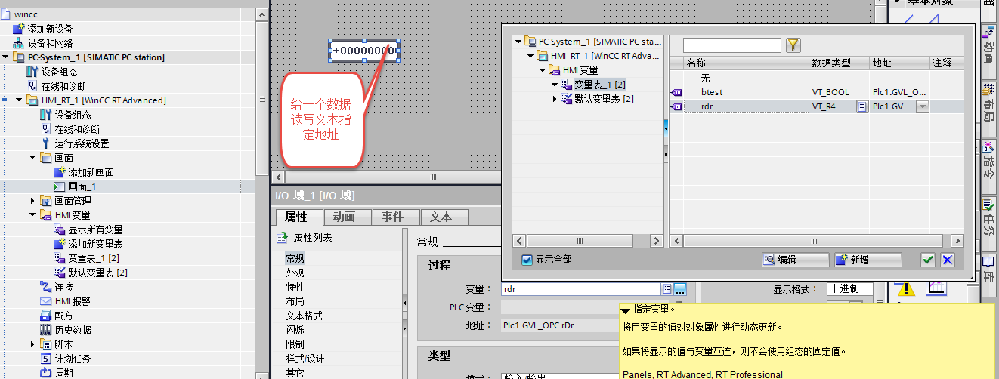 wincc
添加新设备
设备和网络
PC-System_1 [SIMATIC PC station]
设备组态
在线和诊断
HMI_RT_1 [WinCC RT Advanced]
设备组态
在线和诊断
运行系统设置
画面
添加新画面
画面_1
画面管理
HMI 变量
显示所有变量
添加新变量表
变量表_1 [2]
默认变量表 [2]
连接
HMI 报警
配方
历史数据
脚本
计划任务
周期
+00000000
给一个数据
读写文本指
定地址
I/O 域_1 [I/O 域]
属性
动画
事件
文本
属性列表
常规
外观
特性
布局
文本格式
闪烁
限制
样式/设计
其它
常规
过程
变量：
rdr
PLC 变量：
地址：
Plc1.GVL_OPC.rDr
类型
模式：
输入/输出
显示格式：
十进制
PC-System_1 [SIMATIC PC sta...
HMI_RT_1 [WinCC RT Adva...
HMI 变量
变量表_1 [2]
默认变量表 [2]
名称
数据类型
地址
注释
无
btest
VT_BOOL
Plc1.GVL_O...
rdr
VT_R4
Plc1.GV...
显示全部
编辑
新增
指定变量。
将用变量的值对对象属性进行动态更新。
如果将显示的值与变量互连，则不会使用组态的固定值。
Panels, RT Advanced, RT Professional
基本对象
动画
布局
指令
任务
库